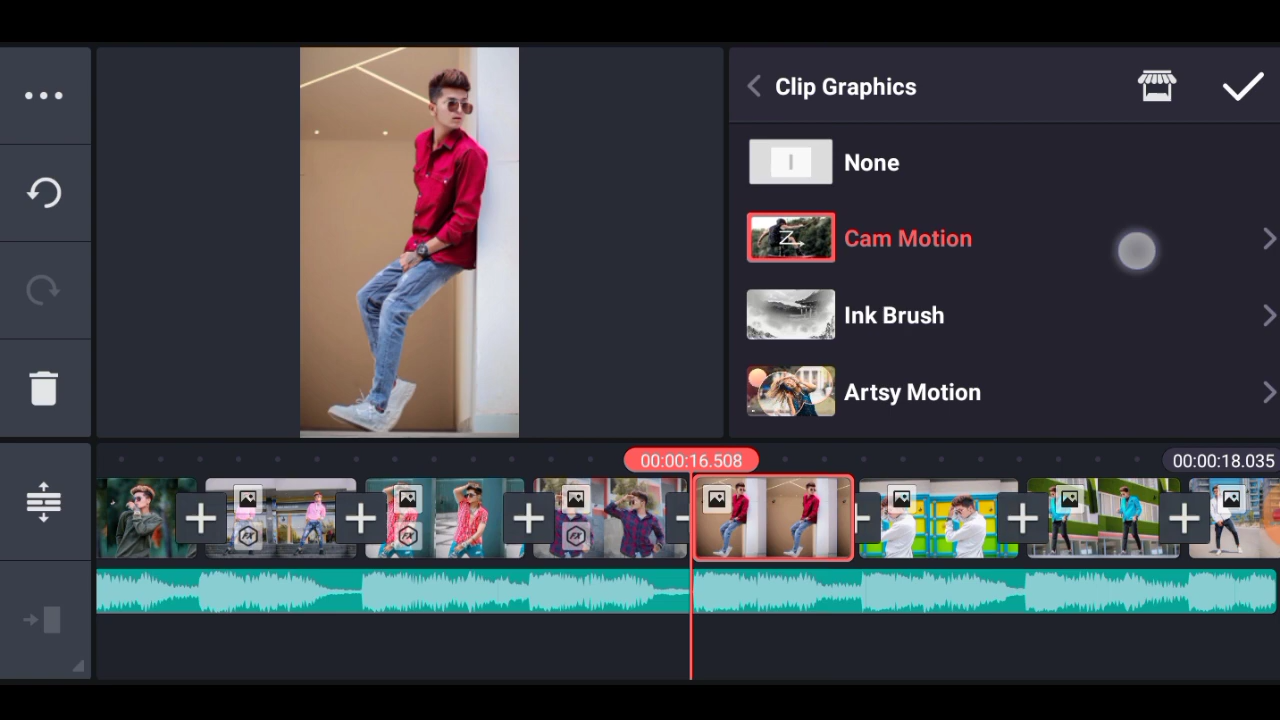 Clip Graphics
None
Cam Motion
Ink Brush
Artsy Motion
00:00:16.508
00:00:18.035